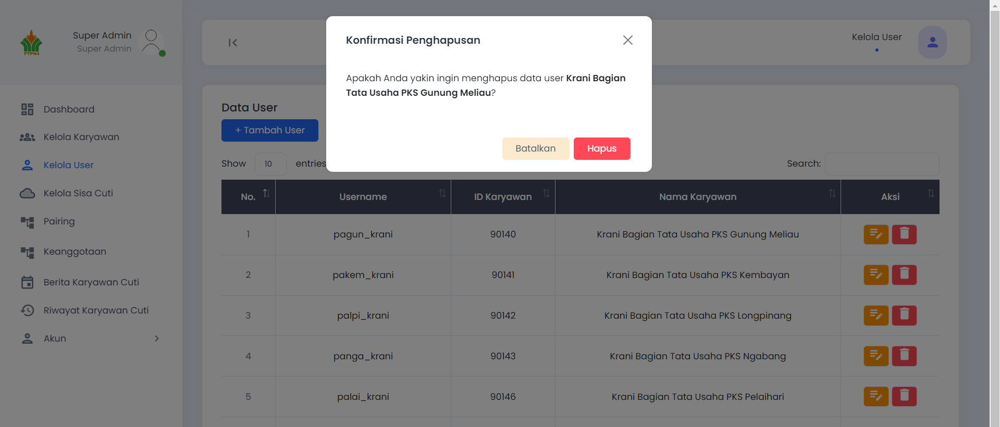 PTPN4
Super Admin
Super Admin
Dashboard
Kelola Karyawan
Kelola User
Kelola Sisa Cuti
Pairing
Keanggotaan
Berita Karyawan Cuti
Riwayat Karyawan Cuti
Akun
Kelola User
Konfirmasi Penghapusan
Apakah Anda yakin ingin menghapus data user Krani Bagian
Tata Usaha PKS Gunung Meliau?
Batalkan Hapus
Data User
+ Tambah User
Show 10 entries
Search:
No. Username ID Karyawan Nama Karyawan Aksi
1 pagun_krani 90140 Krani Bagian Tata Usaha PKS Gunung Meliau
2 pakem_krani 90141 Krani Bagian Tata Usaha PKS Kembayan
3 palpi_krani 90142 Krani Bagian Tata Usaha PKS Longpinang
4 panga_krani 90143 Krani Bagian Tata Usaha PKS Ngabang
5 palai_krani 90146 Krani Bagian Tata Usaha PKS Pelaihari